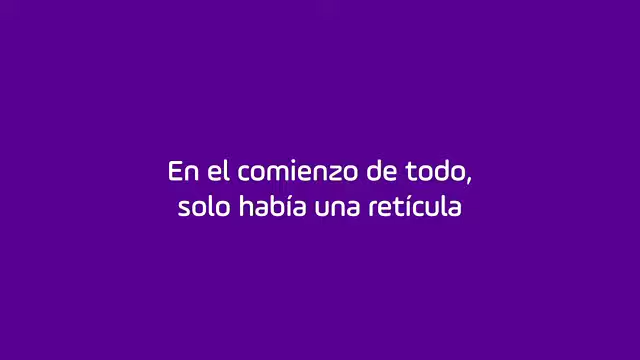 En el comienzo de todo,
solo había una retícula